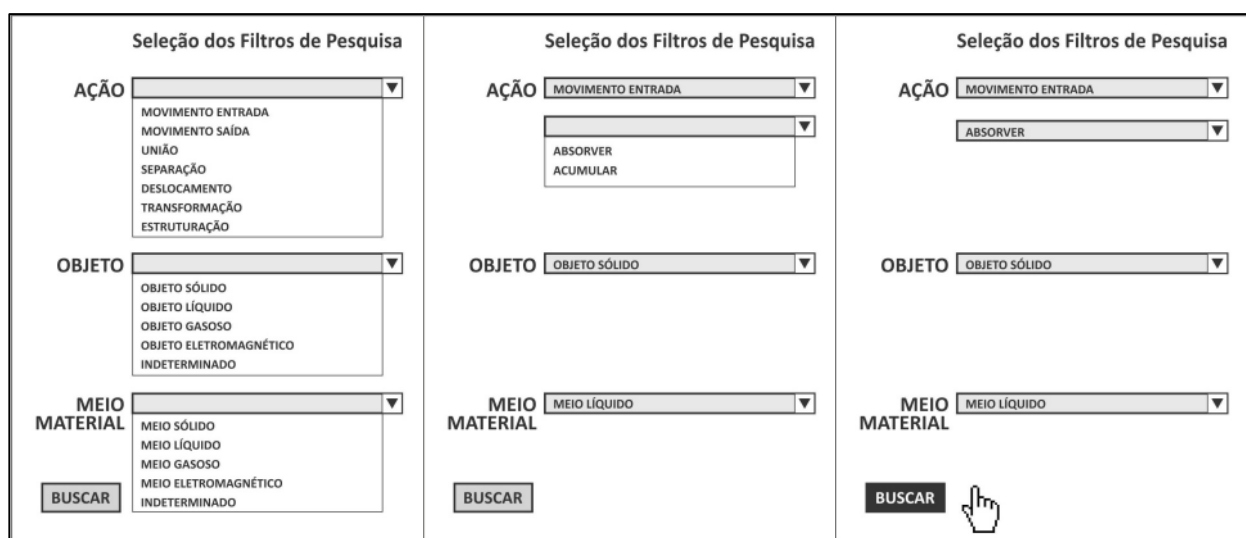 Seleção dos Filtros de Pesquisa
AÇÃO
MOVIMENTO ENTRADA
MOVIMENTO SAÍDA
UNIÃO
SEPARAÇÃO
DESLOCAMENTO
TRANSFORMAÇÃO
ESTRUTURAÇÃO
OBJETO
OBJETO SÓLIDO
OBJETO LÍQUIDO
OBJETO GASOSO
OBJETO ELETROMAGNÉTICO
INDETERMINADO
MEIO
MATERIAL
MEIO SÓLIDO
MEIO LÍQUIDO
MEIO GASOSO
MEIO ELETROMAGNÉTICO
INDETERMINADO
BUSCAR
Seleção dos Filtros de Pesquisa
AÇÃO MOVIMENTO ENTRADA
ABSORVER
ACUMULAR
OBJETO OBJETO SÓLIDO
MEIO MEIO LÍQUIDO
MATERIAL
BUSCAR
Seleção dos Filtros de Pesquisa
AÇÃO MOVIMENTO ENTRADA
ABSORVER
OBJETO OBJETO SÓLIDO
MEIO MEIO LÍQUIDO
MATERIAL
BUSCAR